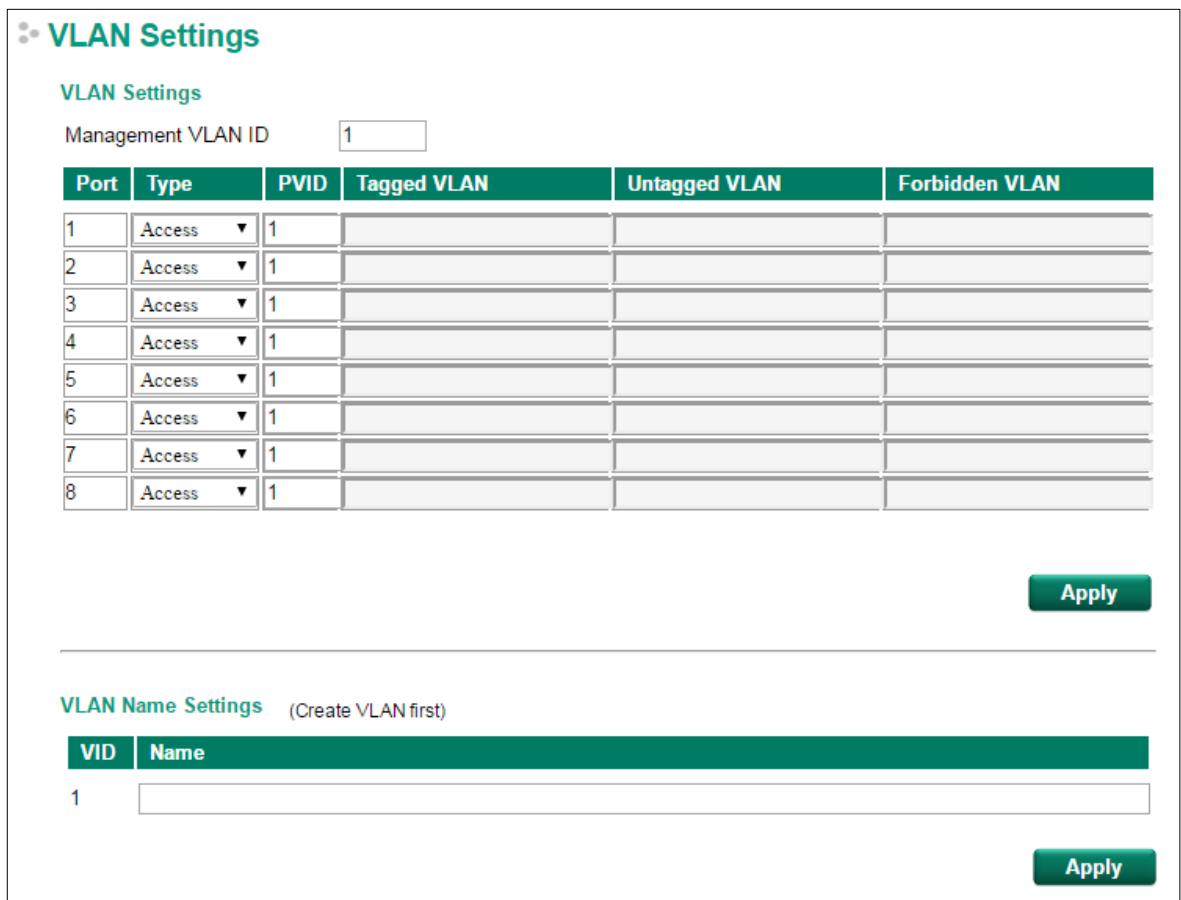 VLAN Settings
VLAN Settings
Management VLAN ID 1
Port Type PVID Tagged VLAN Untagged VLAN Forbidden VLAN
1 Access 1
2 Access 1
3 Access 1
4 Access 1
5 Access 1
6 Access 1
7 Access 1
8 Access 1
Apply
VLAN Name Settings (Create VLAN first)
VID Name
1
Apply